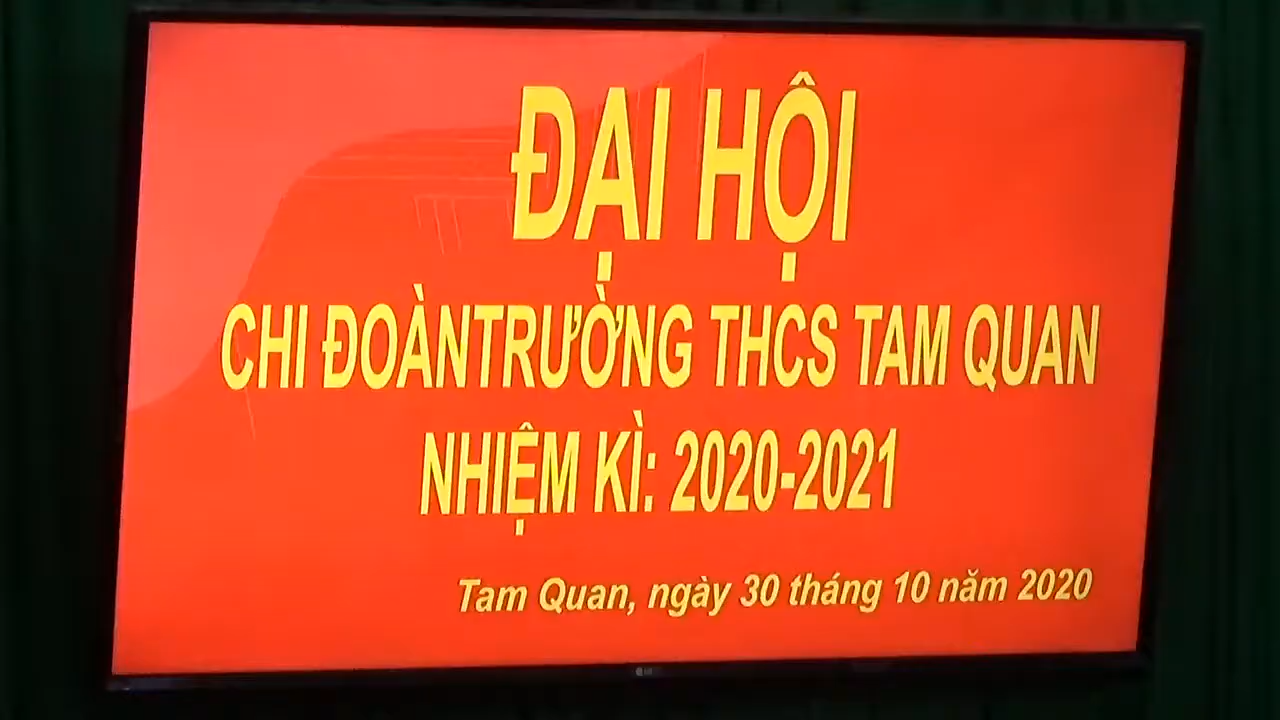 ĐẠI HỘI
CHI ĐOÀNTRƯỜNG THCS TAM QUAN
NHIỆM KÌ: 2020-2021
Tam Quan, ngày 30 tháng 10 năm 2020
LG